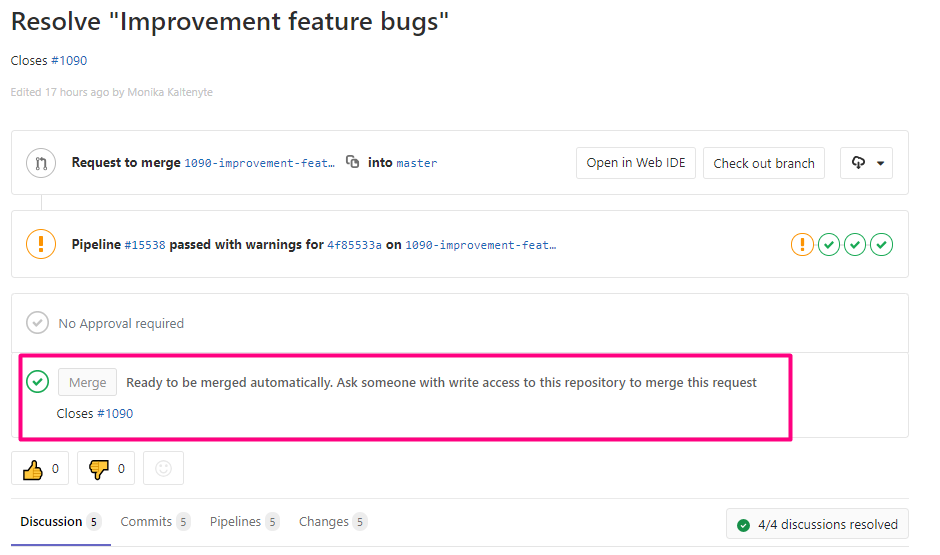 Resolve "Improvement feature bugs"
Closes #1090
Edited 17 hours ago by Monika Kaltenyte
Request to merge 1090-improvement-feat… into master
Open in Web IDE
Check out branch
Pipeline #15538 passed with warnings for 4f85533a on 1090-improvement-feat…
No Approval required
Merge Ready to be merged automatically. Ask someone with write access to this repository to merge this request
Closes #1090
0 0
Discussion 5 Commits 5 Pipelines 5 Changes 5
4/4 discussions resolved